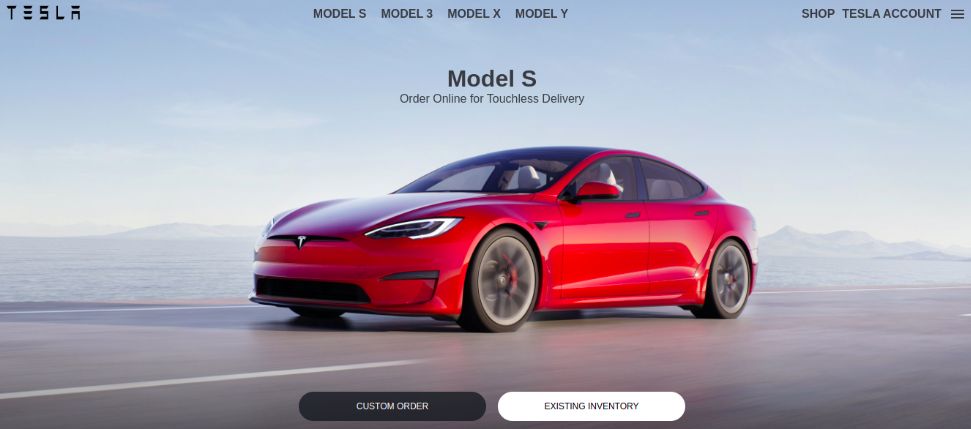 TESLA MODEL S MODEL 3 MODEL X MODEL Y SHOP TESLA ACCOUNT
Model S
Order Online for Touchless Delivery
CUSTOM ORDER EXISTING INVENTORY